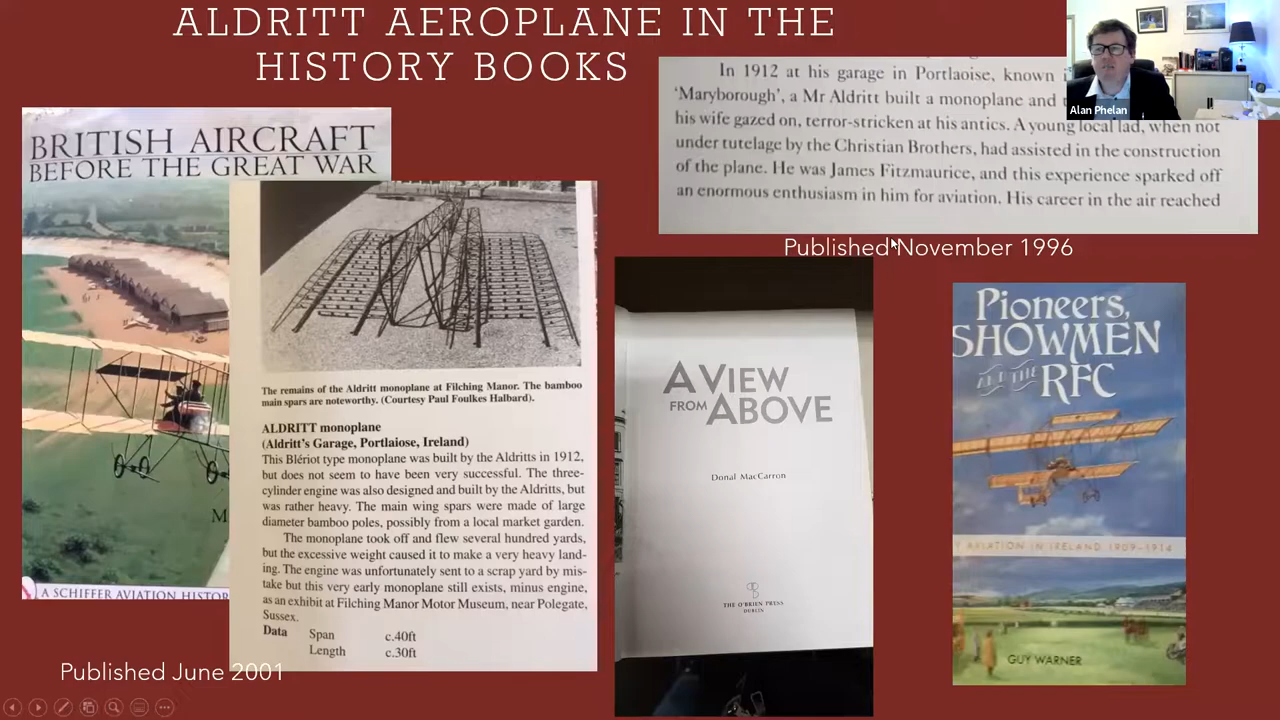 ALDRITT AEROPLANE IN THE
HISTORY BOOKS
Alan Phelan
In 1912 at his garage in Portlaoise, known
'Maryborough', a Mr Aldritt built a monoplane and
his wife gazed on, terror-stricken at his antics. A young local lad, when not
under tutelage by the Christian Brothers, had assisted in the construction
of the plane. He was James Fitzmaurice, and this experience sparked off
an enormous enthusiasm in him for aviation. His career in the air reached
Published November 1996
BRITISH AIRCRAFT
BEFORE THE GREAT WAR
M
A SCHIFFER AVIATION HISTOR
The remains of the Aldritt monoplane at Filching Manor. The bamboo
main spars are noteworthy. (Courtesy Paul Foulkes Halbard).
ALDRITT monoplane
(Aldritt's Garage, Portlaiose, Ireland)
This Blériot type monoplane was built by the Aldritts in 1912,
but does not seem to have been very successful. The three-
cylinder engine was also designed and built by the Aldritts, but
was rather heavy. The main wing spars were made of large
diameter bamboo poles, possibly from a local market garden.
The monoplane took off and flew several hundred yards,
but the excessive weight caused it to make a very heavy land-
ing. The engine was unfortunately sent to a scrap yard by mis-
take but this very early monoplane still exists, minus engine,
as an exhibit at Filching Manor Motor Museum, near Polegate,
Sussex.
Data Span c.40ft
Length c.30ft
Published June 2001
A VIEW
FROM ABOVE
Donal MacCarron
THE O'BRIEN PRESS
DUBLIN
Pioneers,
SHOWMEN
RFC
AVIATION IN IRELAND 1909-1914
GUY WARNER